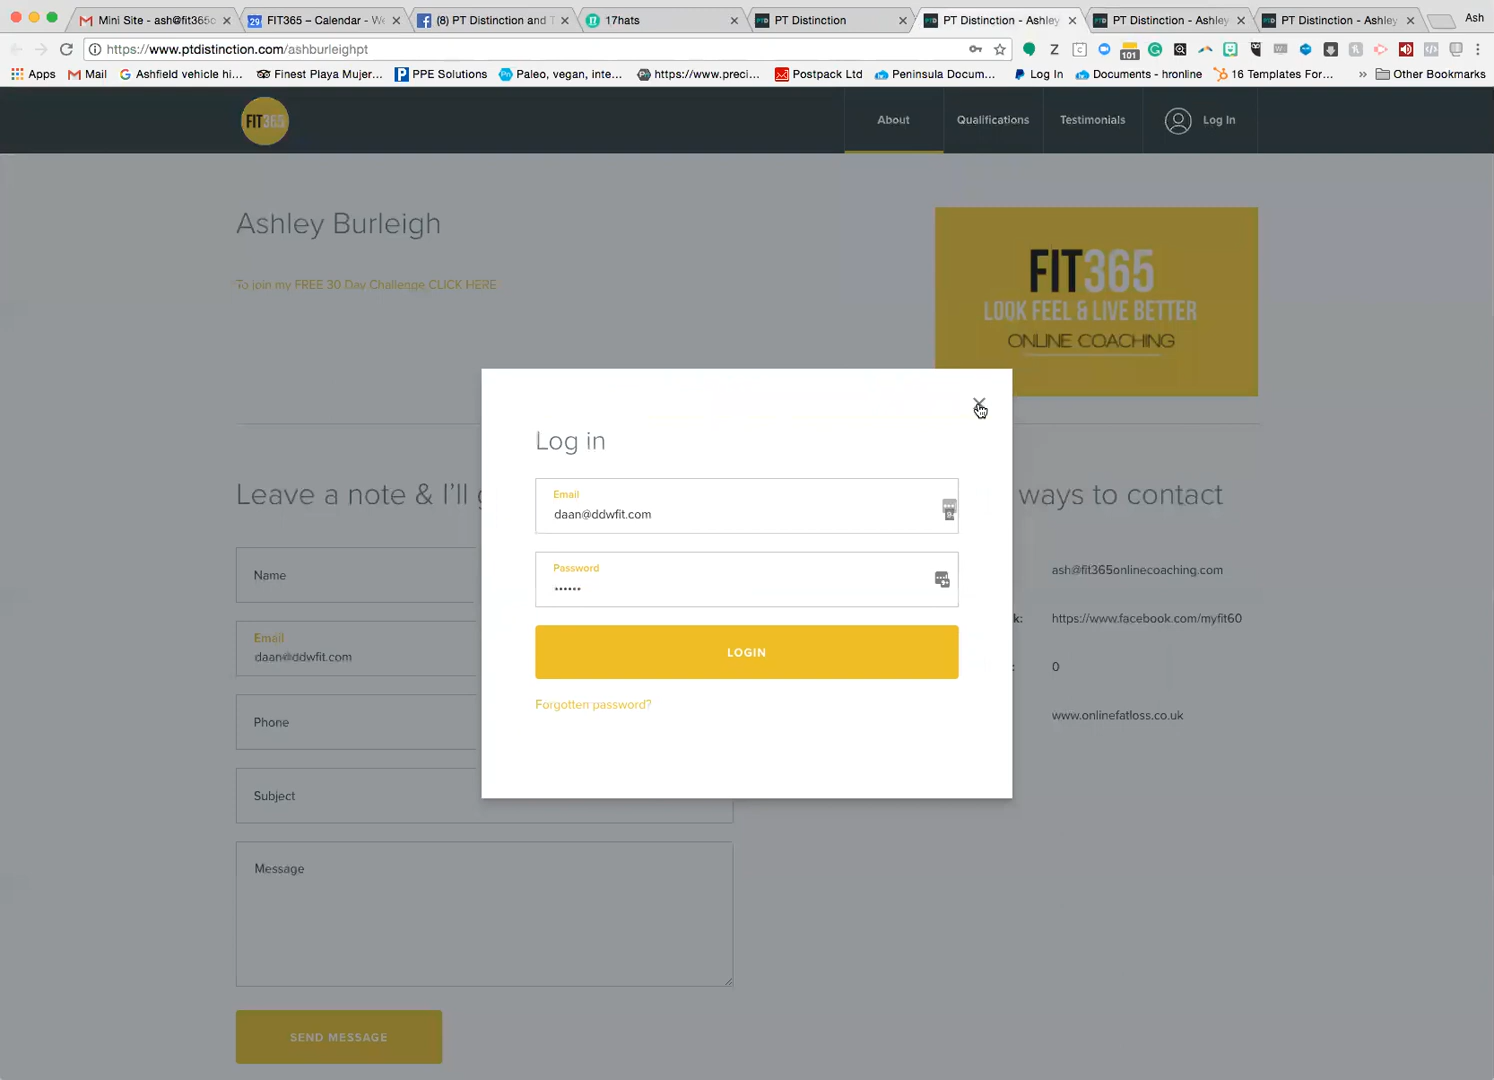 Mini Site - ash@fit365c
FIT365 – Calendar - We
(8) PT Distinction and T
17hats
PT Distinction
PT Distinction - Ashley
PT Distinction - Ashley
PT Distinction - Ashley
Ash
https://www.ptdistinction.com/ashburleighpt
101
Apps
Mail
Ashfield vehicle hi...
Finest Playa Mujer...
PPE Solutions
Paleo, vegan, inte...
https://www.preci...
Postpack Ltd
Peninsula Docum...
Log In
Documents - hronline
16 Templates For...
»
Other Bookmarks
FIT365
About
Qualifications
Testimonials
Log In
Ashley Burleigh
To join my FREE 30 Day Challenge CLICK HERE
FIT365
LOOK FEEL & LIVE BETTER
ONLINE COACHING
Log in
Email
daan@ddwfit.com
Password
••••••
LOGIN
Forgotten password?
Leave a note & I'll
Name
Email
daan@ddwfit.com
Phone
Subject
Message
SEND MESSAGE
ways to contact
ash@fit365onlinecoaching.com
k:
https://www.facebook.com/myfit60
:
0
www.onlinefatloss.co.uk